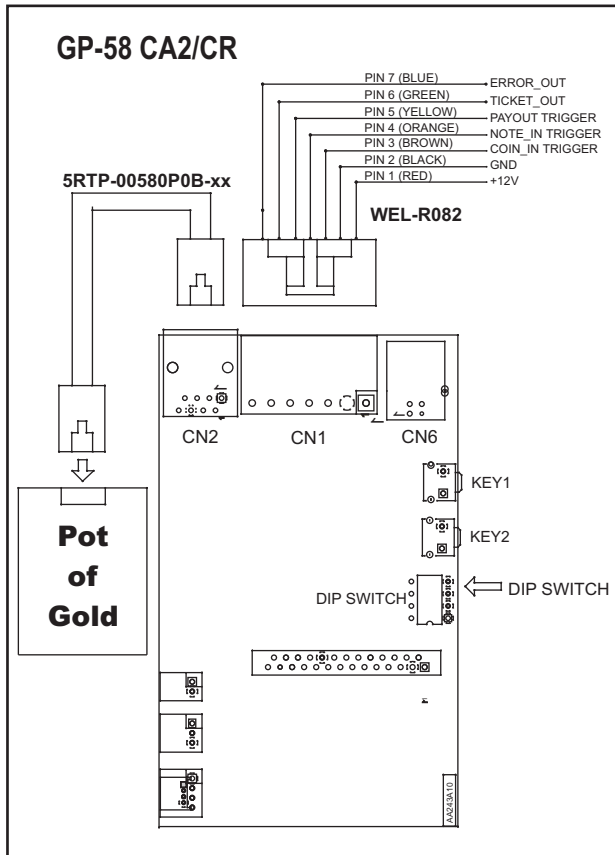 GP-58 CA2/CR
PIN 7 (BLUE) ERROR_OUT
PIN 6 (GREEN) TICKET_OUT
PIN 5 (YELLOW) PAYOUT TRIGGER
PIN 4 (ORANGE) NOTE_IN TRIGGER
PIN 3 (BROWN) COIN_IN TRIGGER
PIN 2 (BLACK) GND
PIN 1 (RED) +12V
5RTP-00580P0B-xx
WEL-R082
CN2
CN1
CN6
KEY1
KEY2
DIP SWITCH
DIP SWITCH
Pot
of
Gold
AA243A10